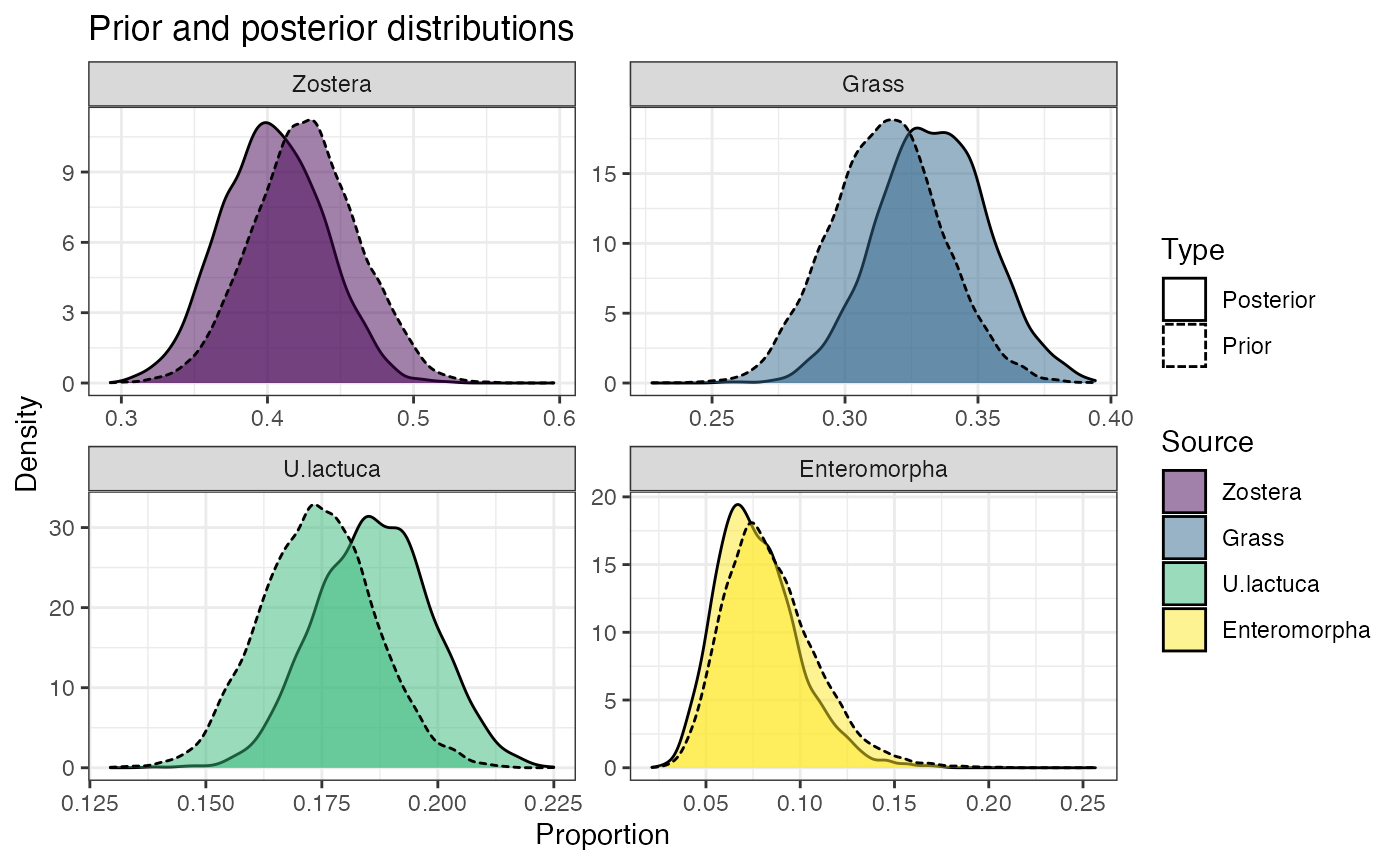 Prior and posterior distributions
Zostera
Grass
9
6
3
0
0.3 0.4 0.5 0.6
15
10
5
0
0.25 0.30 0.35 0.40
Density
U.lactuca
Enteromorpha
30
20
10
0
0.125 0.150 0.175 0.200 0.225
20
15
10
5
0
0.05 0.10 0.15 0.20 0.25
Proportion
Type
Posterior
Prior
Source
Zostera
Grass
U.lactuca
Enteromorpha